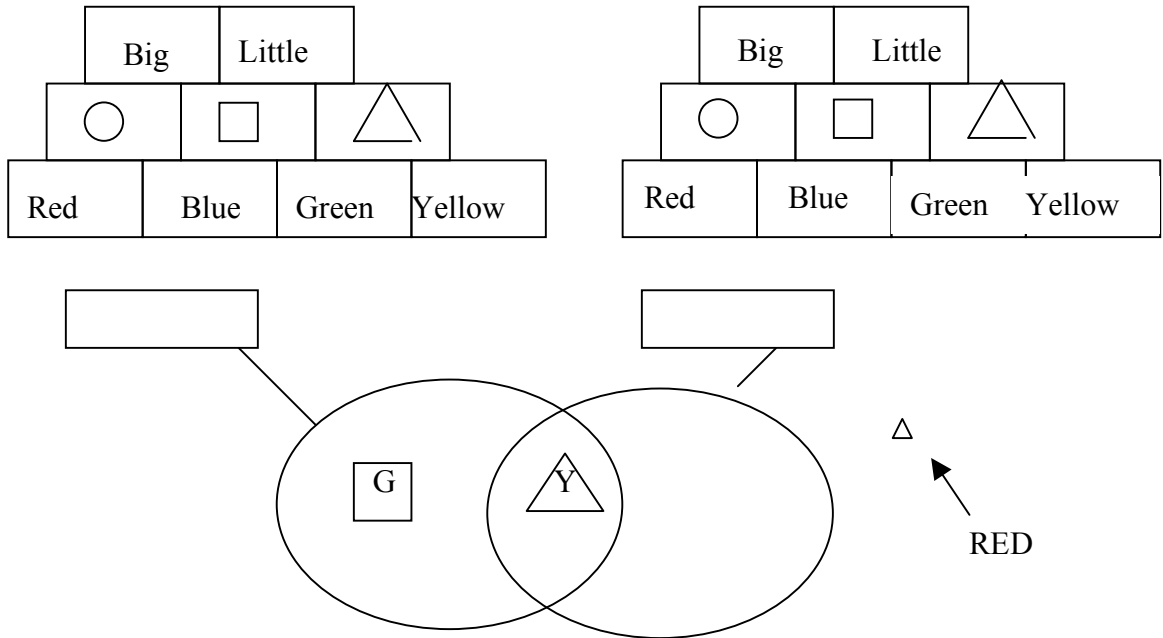 Big Little
Big Little
Red Blue Green Yellow
Red Blue Green Yellow
G
Y
RED